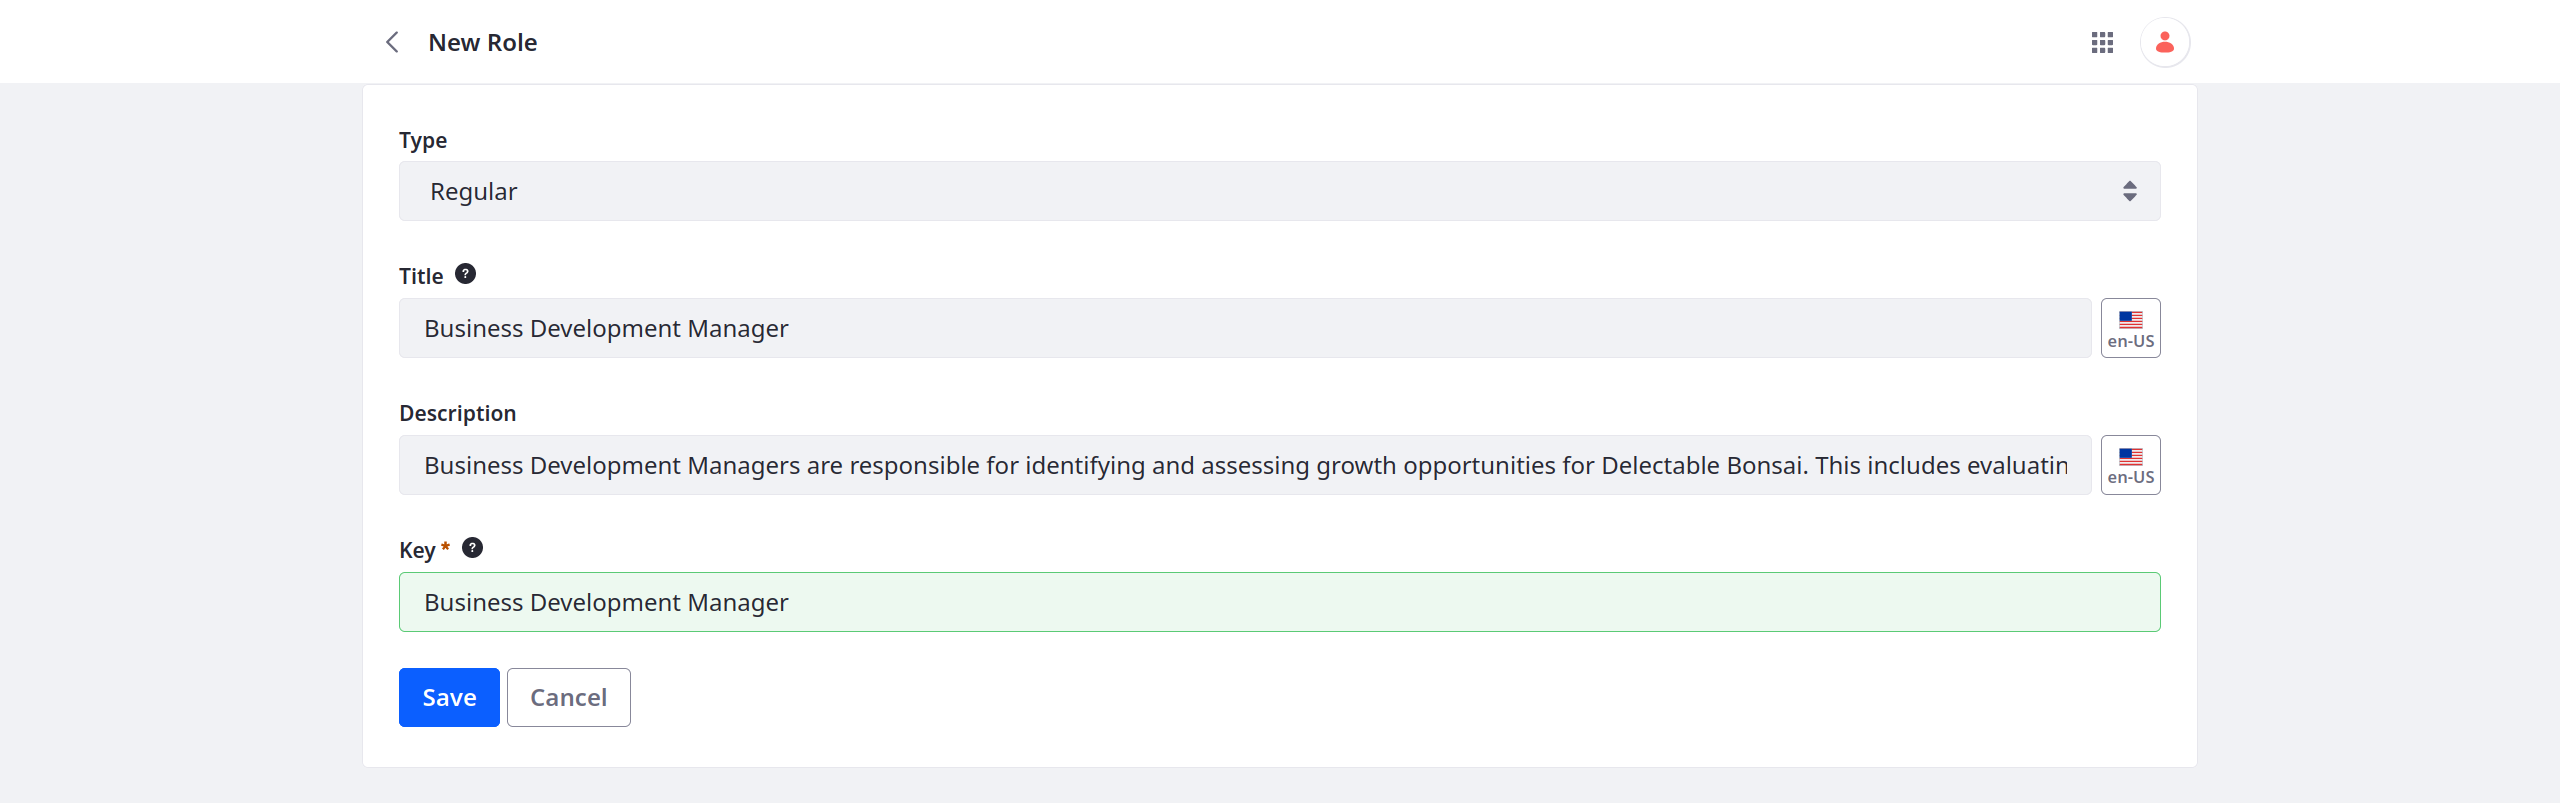 New Role
Type
Regular
Title ?
Business Development Manager
en-US
Description
Business Development Managers are responsible for identifying and assessing growth opportunities for Delectable Bonsai. This includes evaluatin
en-US
Key * ?
Business Development Manager
Save Cancel